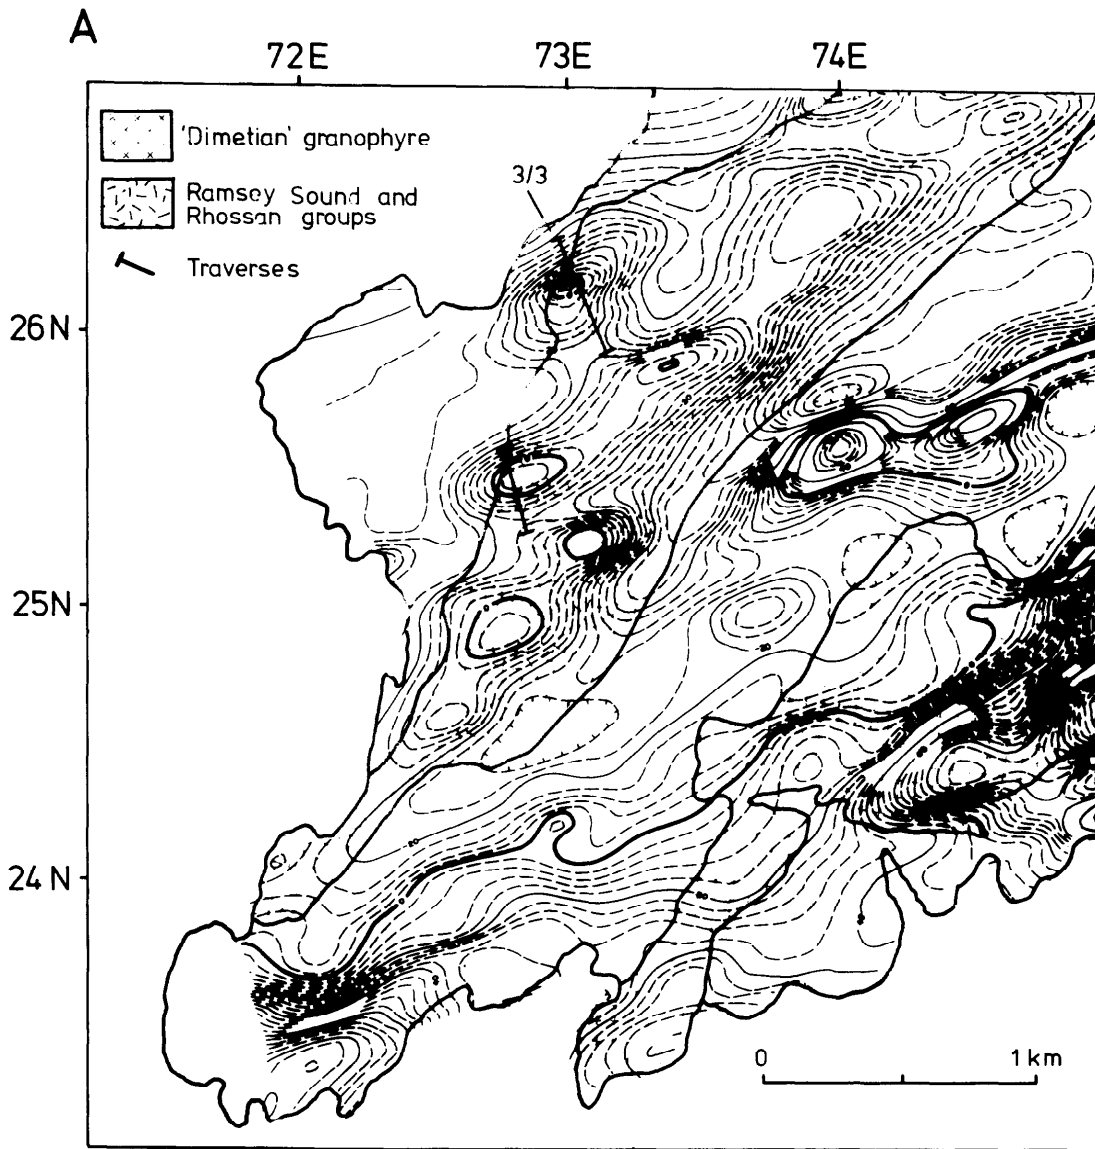 A
72E 73E 74E
'Dimetian' granophyre
Ramsey Sound and
Rhossan groups
Traverses
3/3
26N
25N
24N
0 1km